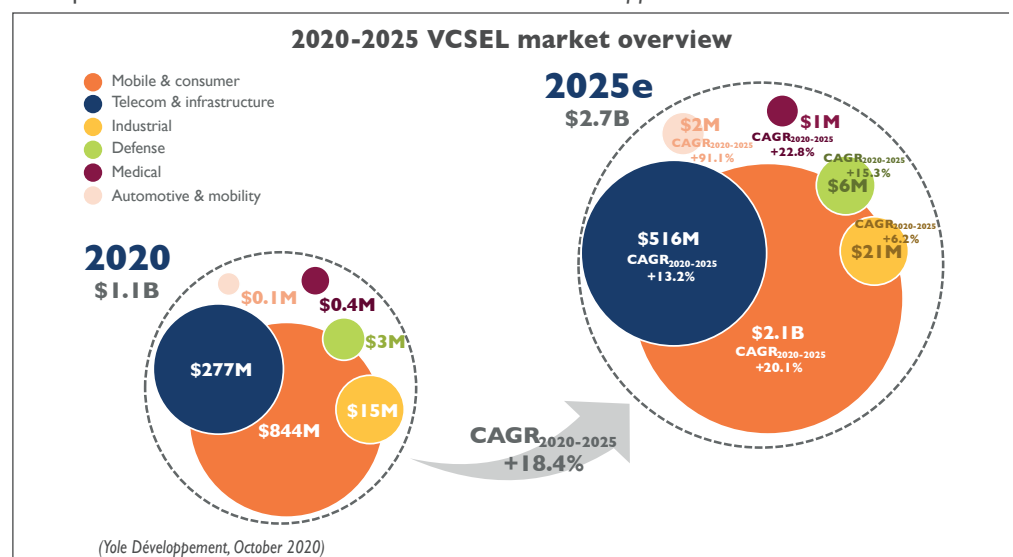 2020-2025 VCSEL market overview
Mobile & consumer
Telecom & infrastructure
Industrial
Defense
Medical
Automotive & mobility
2020
$1.1B
$0.1M
$0.4M
$3M
$277M
$15M
$844M
CAGR2020-2025
+18.4%
2025e
$2.7B
$2M
CAGR2020-2025
+91.1%
$1M
CAGR2020-2025
+22.8%
CAGR2020-2025
+15.3%
$6M
CAGR2020-2025
+6.2%
$21M
$516M
CAGR2020-2025
+13.2%
$2.1B
CAGR2020-2025
+20.1%
(Yole Développement, October 2020)